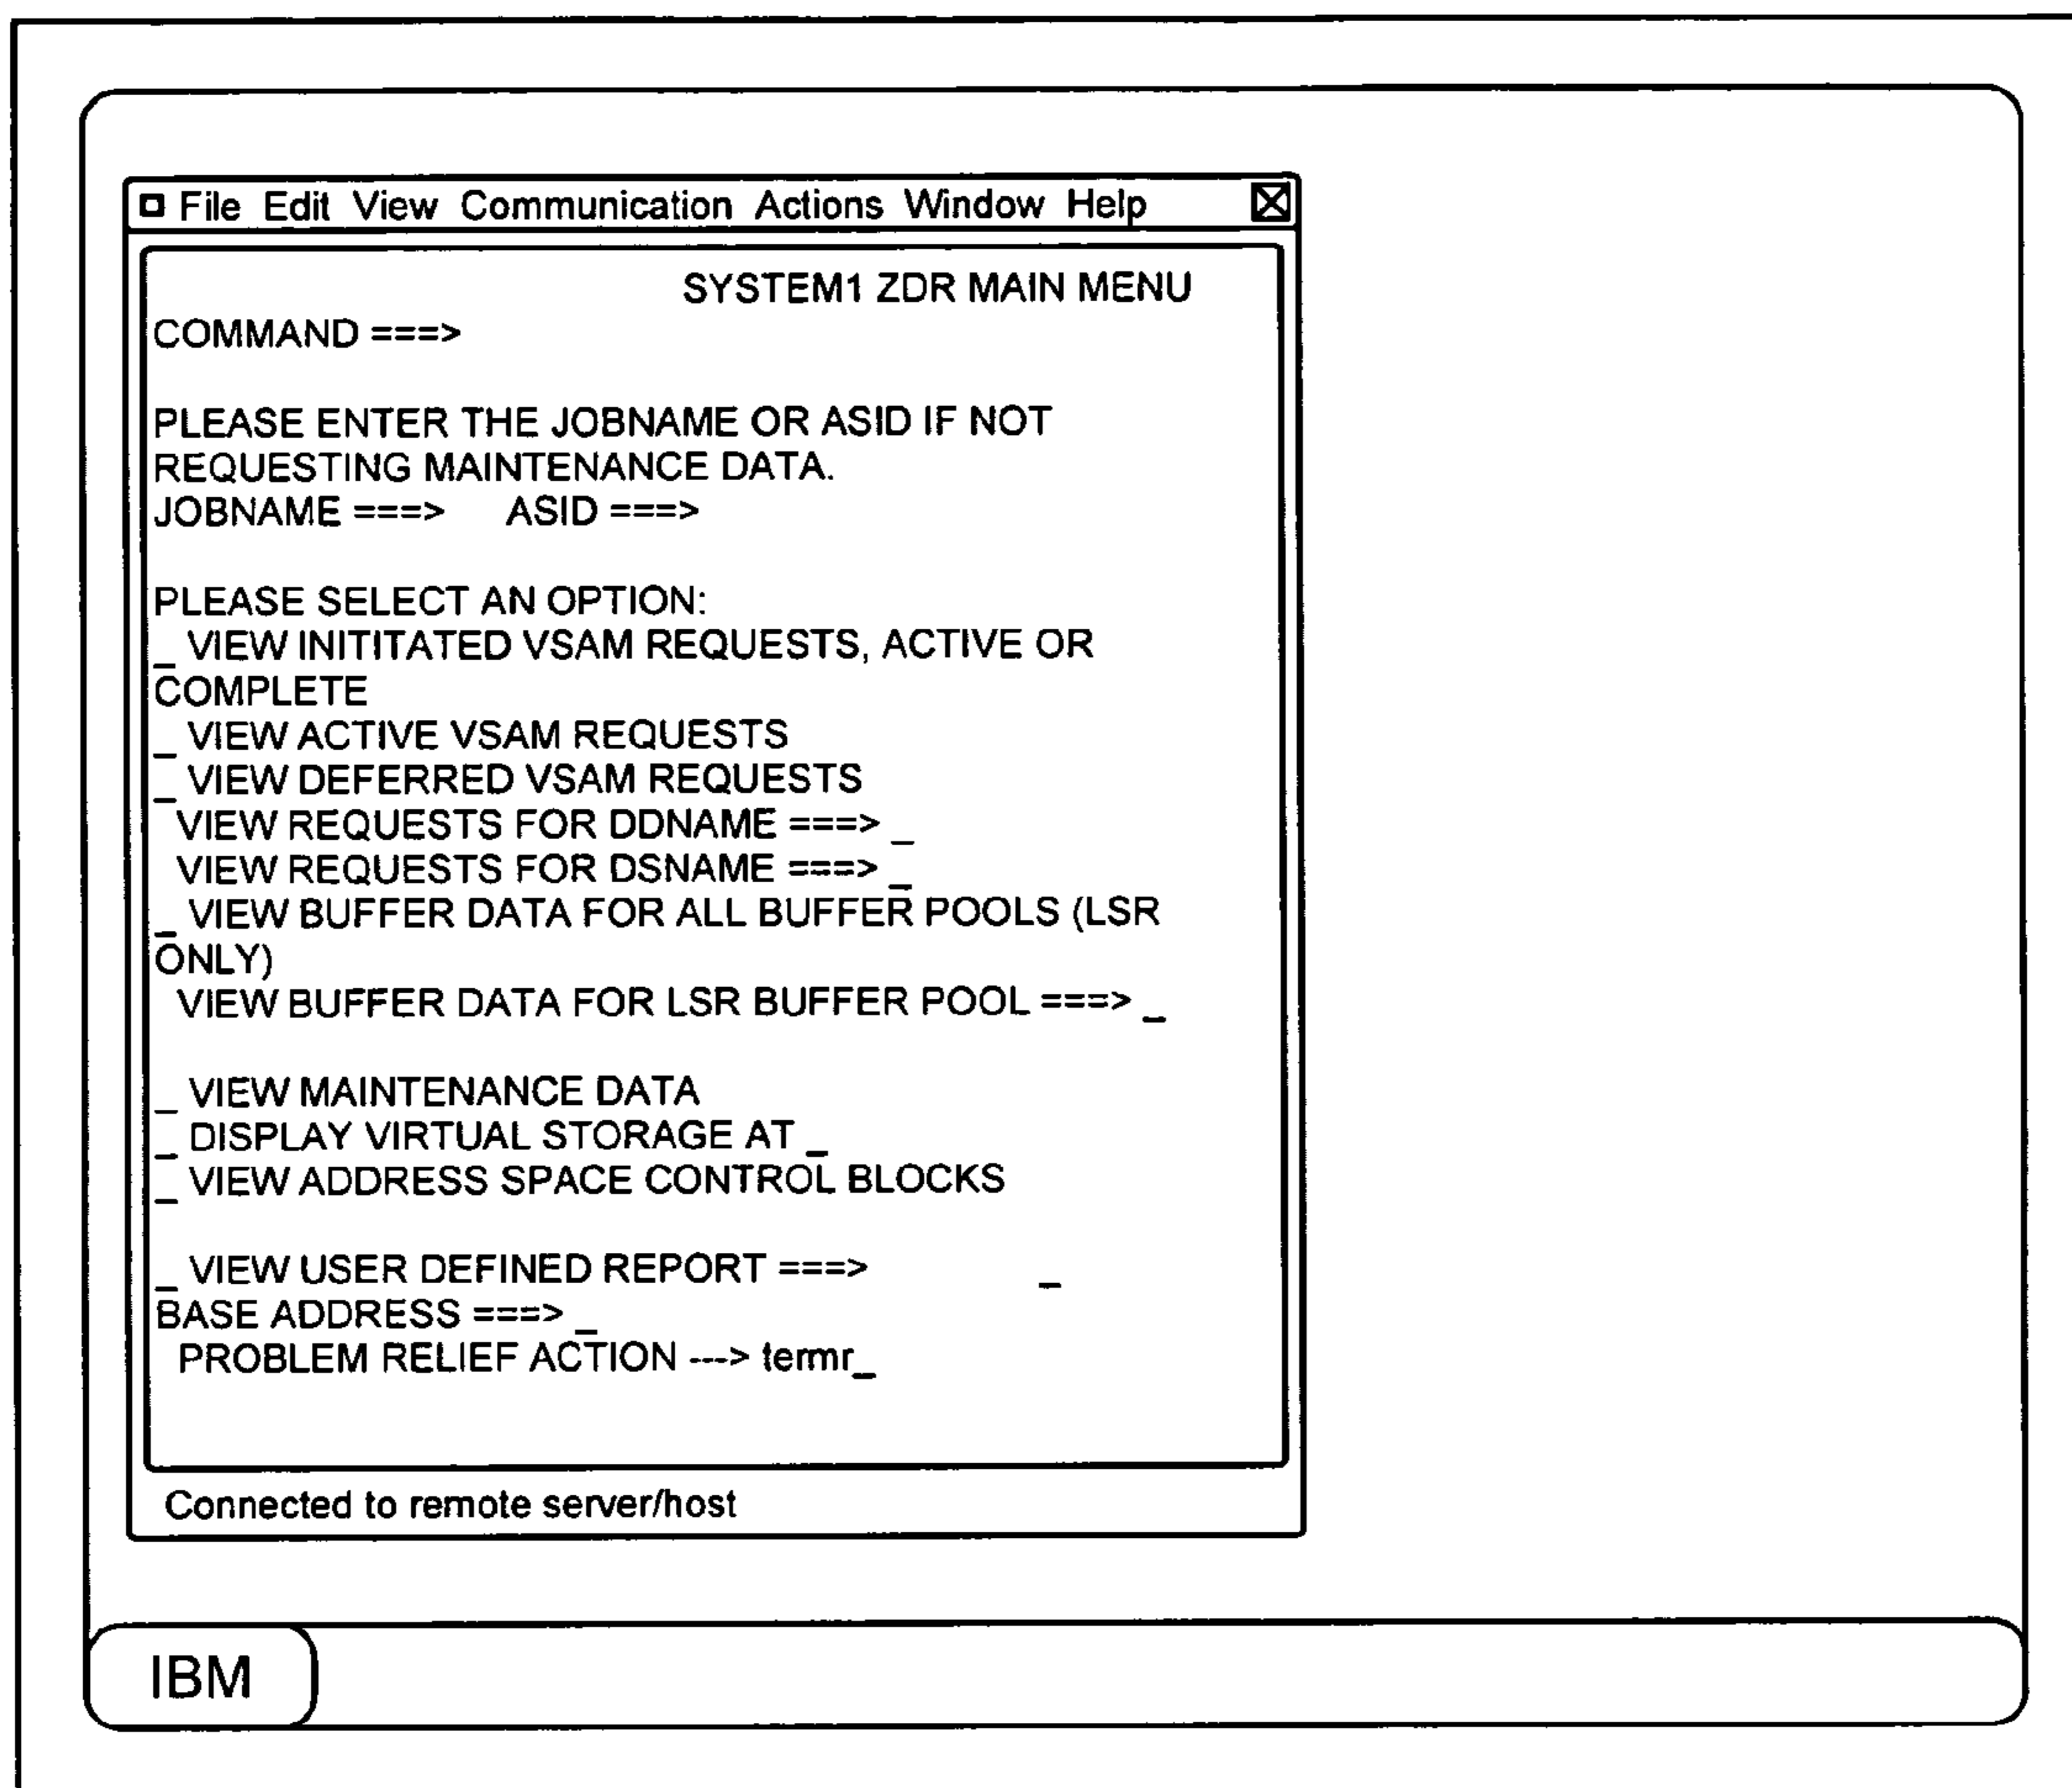 File Edit View Communication Actions Window Help
SYSTEM1 ZDR MAIN MENU
COMMAND ===>
PLEASE ENTER THE JOBNAME OR ASID IF NOT
REQUESTING MAINTENANCE DATA.
JOBNAME ===> ASID ===>
PLEASE SELECT AN OPTION:
_ VIEW INITITATED VSAM REQUESTS, ACTIVE OR
COMPLETE
_ VIEW ACTIVE VSAM REQUESTS
_ VIEW DEFERRED VSAM REQUESTS
VIEW REQUESTS FOR DDNAME ===> _
VIEW REQUESTS FOR DSNAME ===> _
_ VIEW BUFFER DATA FOR ALL BUFFER POOLS (LSR
ONLY)
VIEW BUFFER DATA FOR LSR BUFFER POOL ===> _
_ VIEW MAINTENANCE DATA
_ DISPLAY VIRTUAL STORAGE AT _
_ VIEW ADDRESS SPACE CONTROL BLOCKS
_ VIEW USER DEFINED REPORT ===> _
BASE ADDRESS ===> _
PROBLEM RELIEF ACTION ---> termr_
Connected to remote server/host
IBM